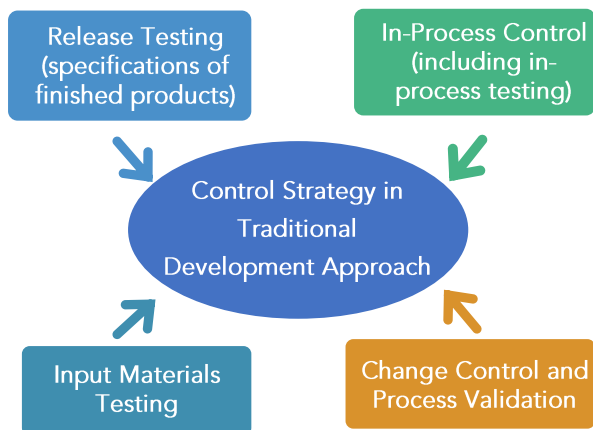 Release Testing
(specifications of
finished products)
In-Process Control
(including in-
process testing)
Control Strategy in
Traditional
Development Approach
Input Materials
Testing
Change Control and
Process Validation